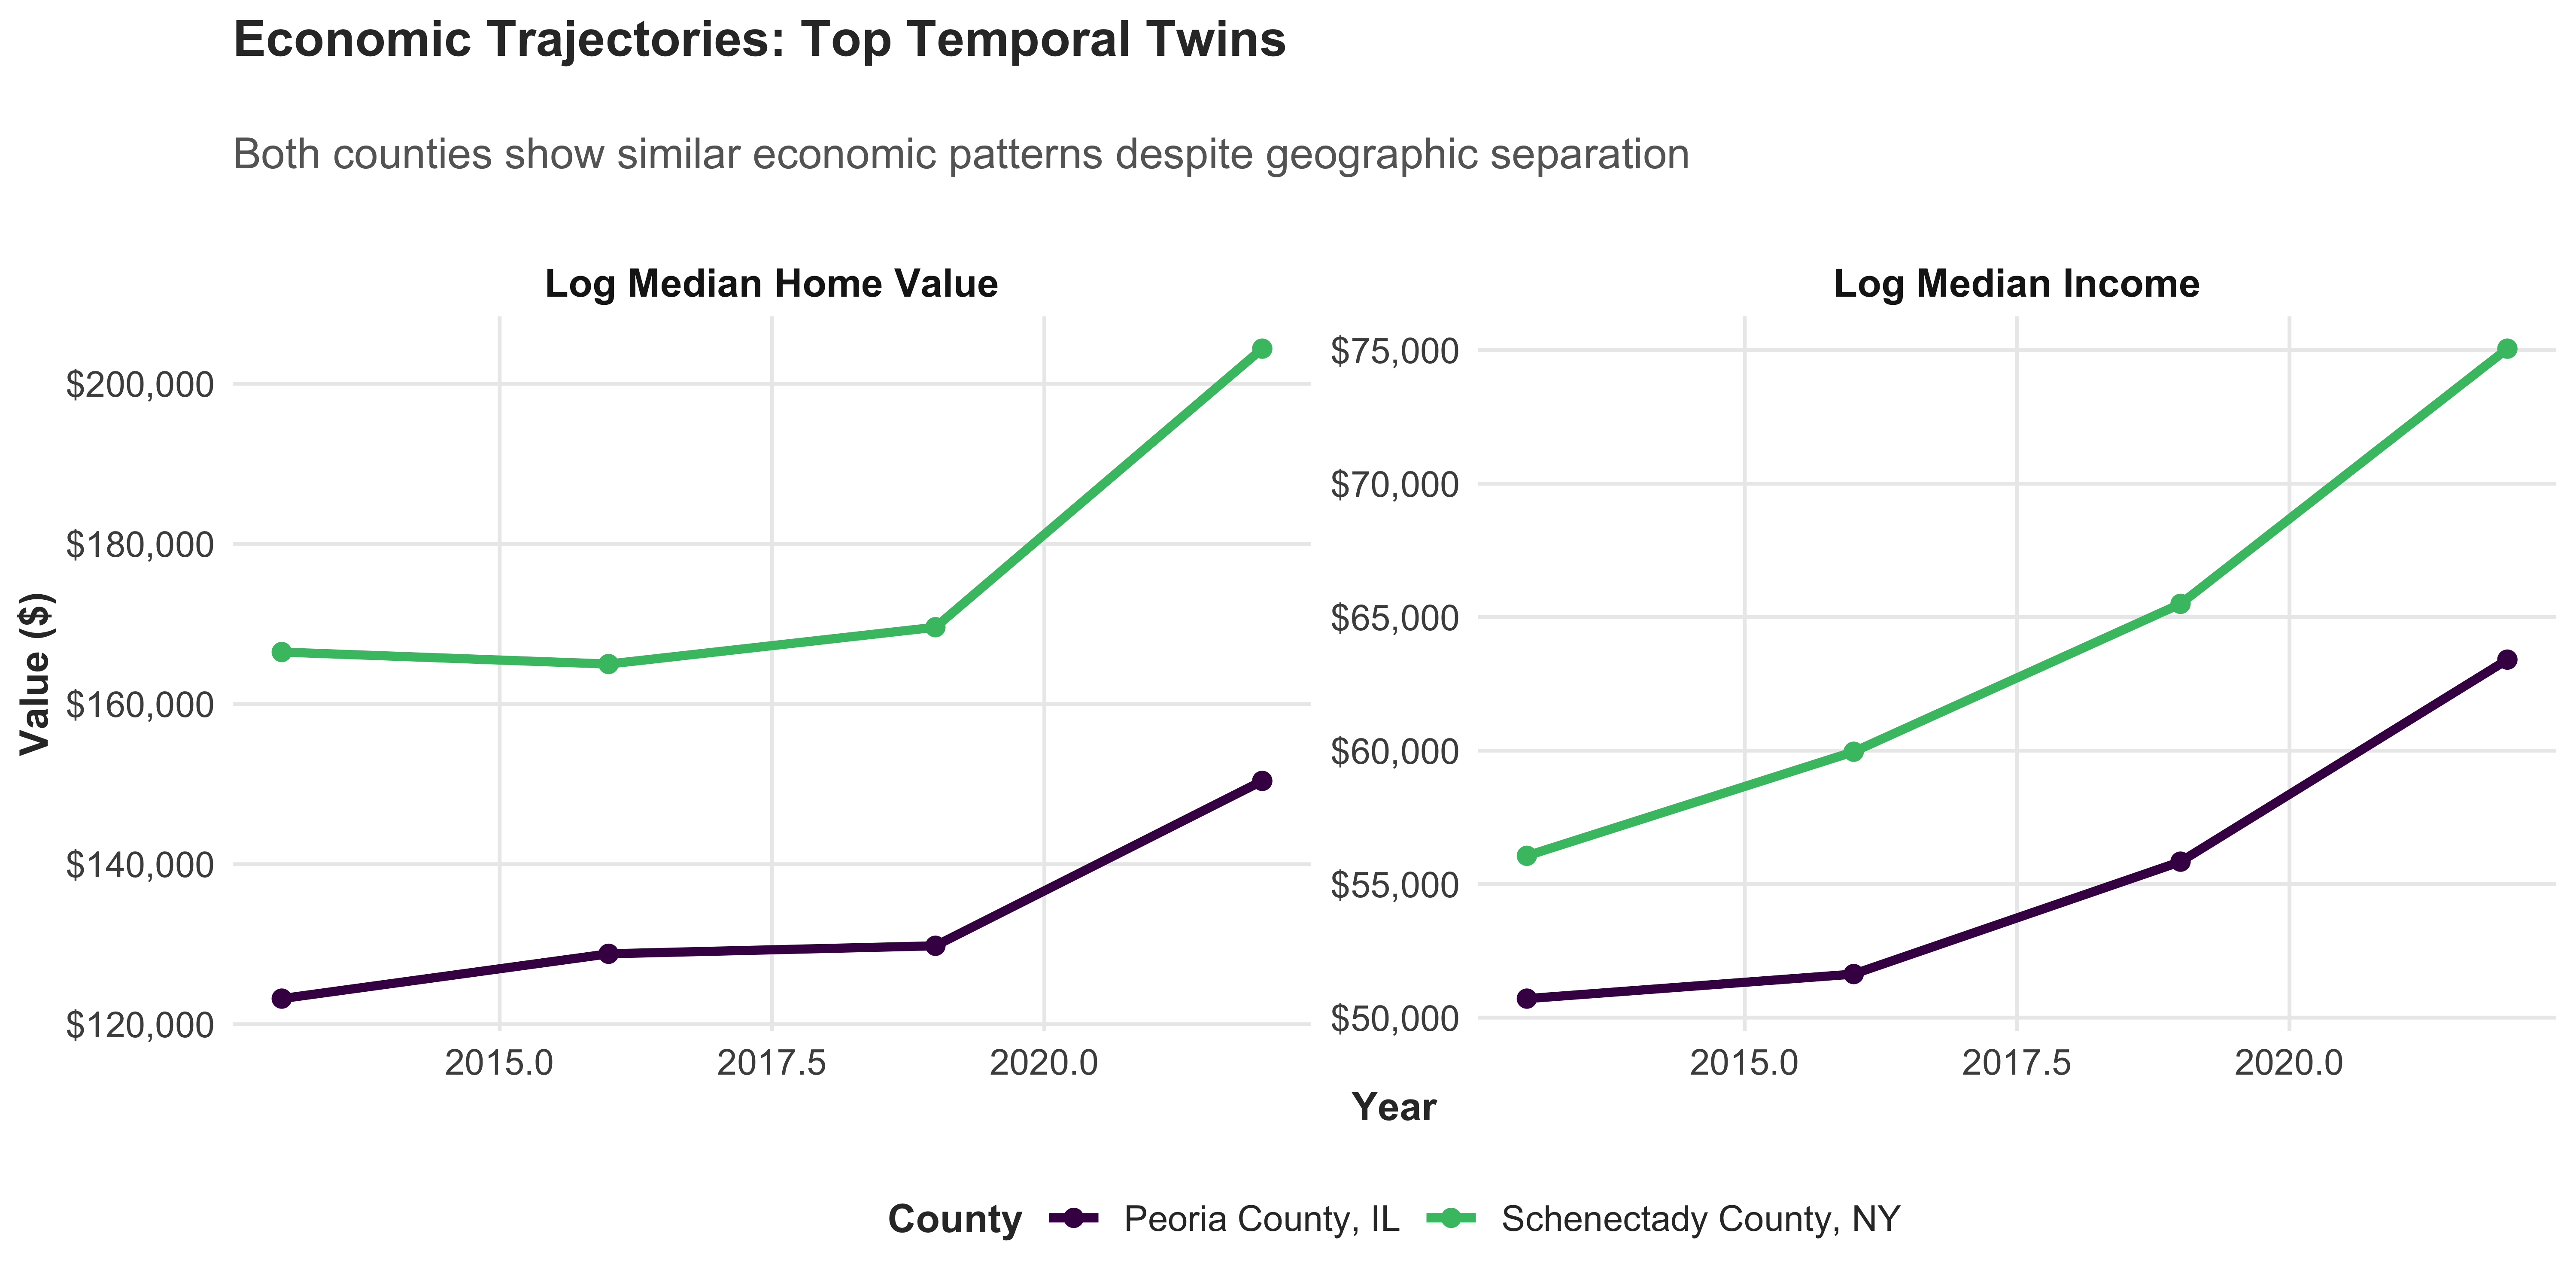 Economic Trajectories: Top Temporal Twins
Both counties show similar economic patterns despite geographic separation
Log Median Home Value
Log Median Income
Value ($)
$200,000
$180,000
$160,000
$140,000
$120,000
2015.0 2017.5 2020.0
$75,000
$70,000
$65,000
$60,000
$55,000
$50,000
2015.0 2017.5 2020.0
Year
County Peoria County, IL Schenectady County, NY